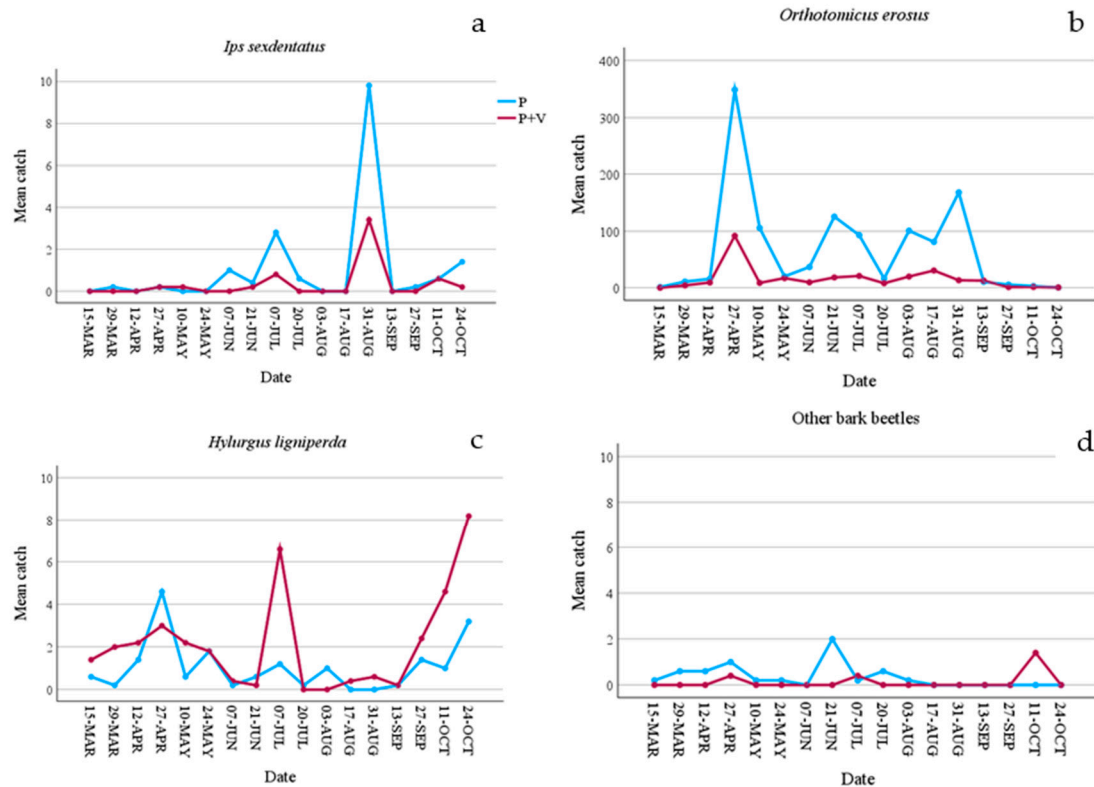 a
Ips sexdentatus
10
8
6
4
2
0
Mean catch
P
P+V
15-MAR
29-MAR
12-APR
27-APR
10-MAY
24-MAY
07-JUN
21-JUN
07-JUL
20-JUL
03-AUG
17-AUG
31-AUG
13-SEP
27-SEP
11-OCT
24-OCT
Date
b
Orthotomicus erosus
400
300
200
100
0
Mean catch
15-MAR
29-MAR
12-APR
27-APR
10-MAY
24-MAY
07-JUN
21-JUN
07-JUL
20-JUL
03-AUG
17-AUG
31-AUG
13-SEP
27-SEP
11-OCT
24-OCT
Date
c
Hylurgus ligniperda
10
8
6
4
2
0
Mean catch
15-MAR
29-MAR
12-APR
27-APR
10-MAY
24-MAY
07-JUN
21-JUN
07-JUL
20-JUL
03-AUG
17-AUG
31-AUG
13-SEP
27-SEP
11-OCT
24-OCT
Date
Other bark beetles
d
10
8
6
4
2
0
Mean catch
15-MAR
29-MAR
12-APR
27-APR
10-MAY
24-MAY
07-JUN
21-JUN
07-JUL
20-JUL
03-AUG
17-AUG
31-AUG
13-SEP
27-SEP
11-OCT
24-OCT
Date